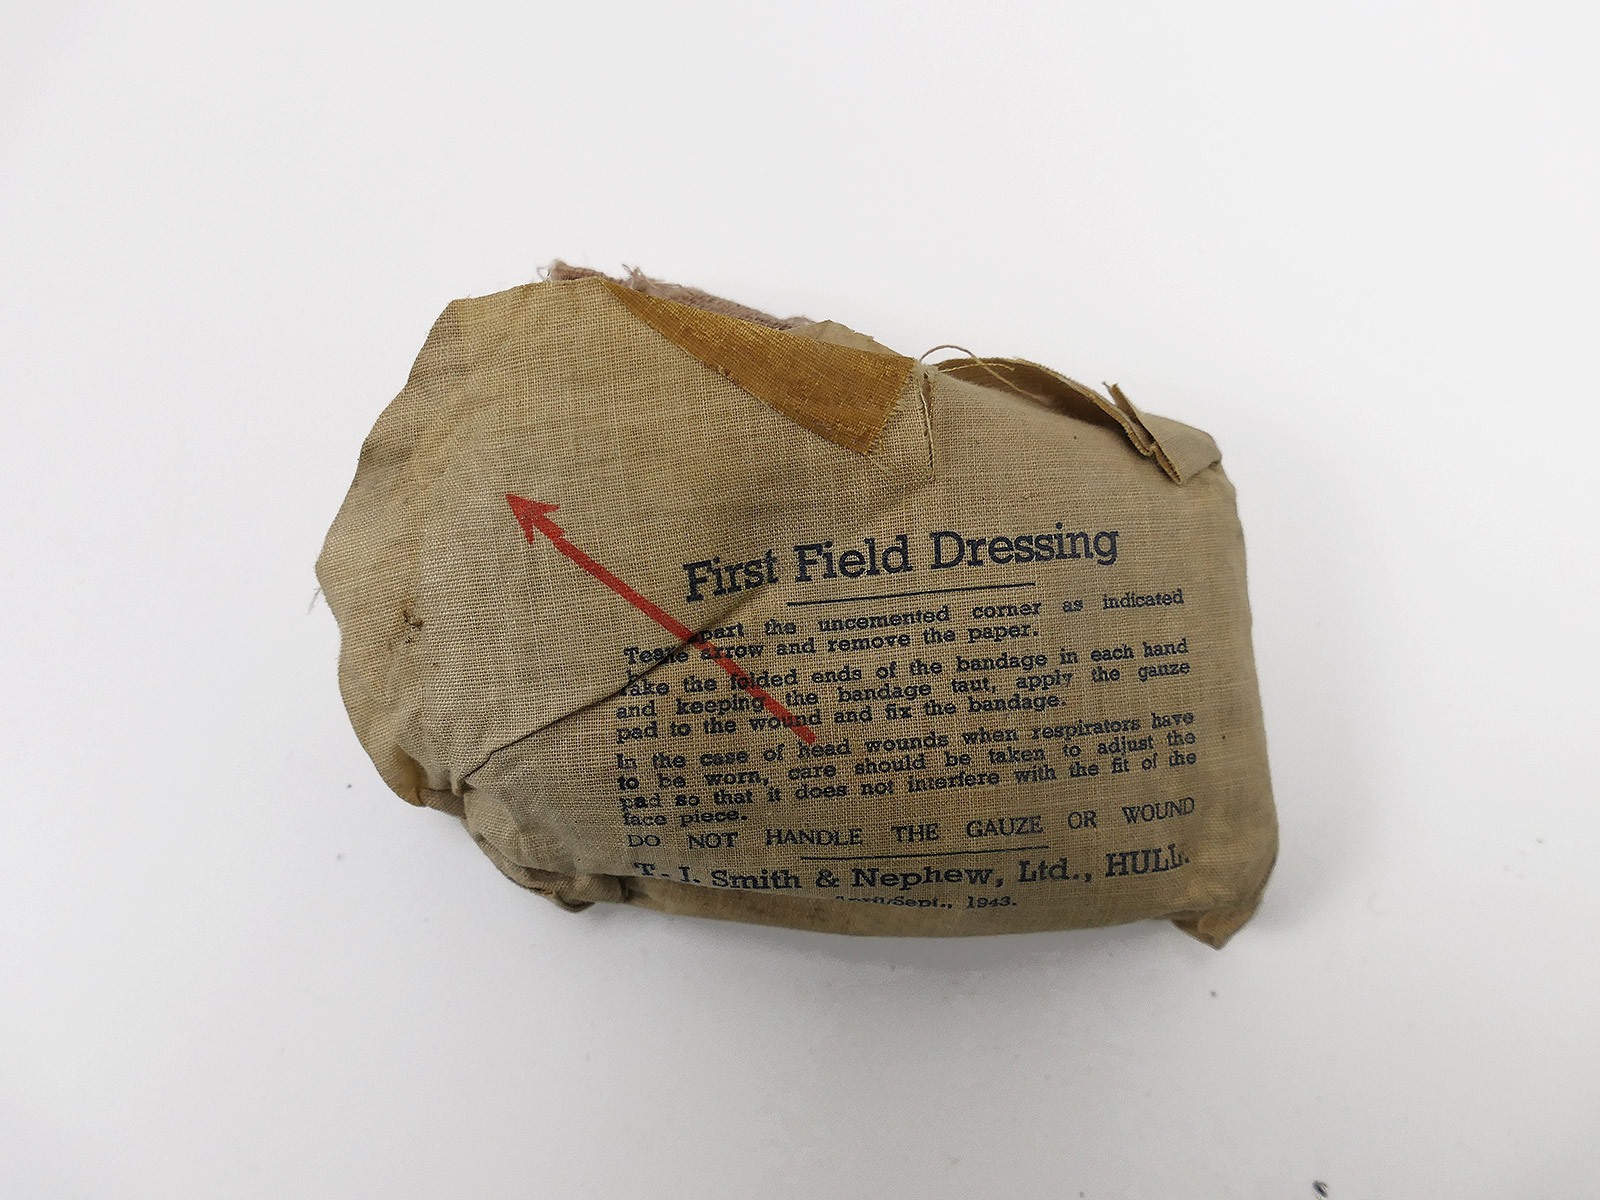 First Field Dressing
apart the uncemented corner as indicated
arrow and remove the paper.
Take the folded ends of the bandage in each hand
and keeping the bandage taut, apply the gauze
pad to the wound and fix the bandage.
In the case of head wounds when respirators have
to be worn, care should be taken to adjust the
pad so that it does not interfere with the fit of the
face piece.
DO NOT HANDLE THE GAUZE OR WOUND
T. J. Smith & Nephew, Ltd., HULL.
April/Sept., 1943.